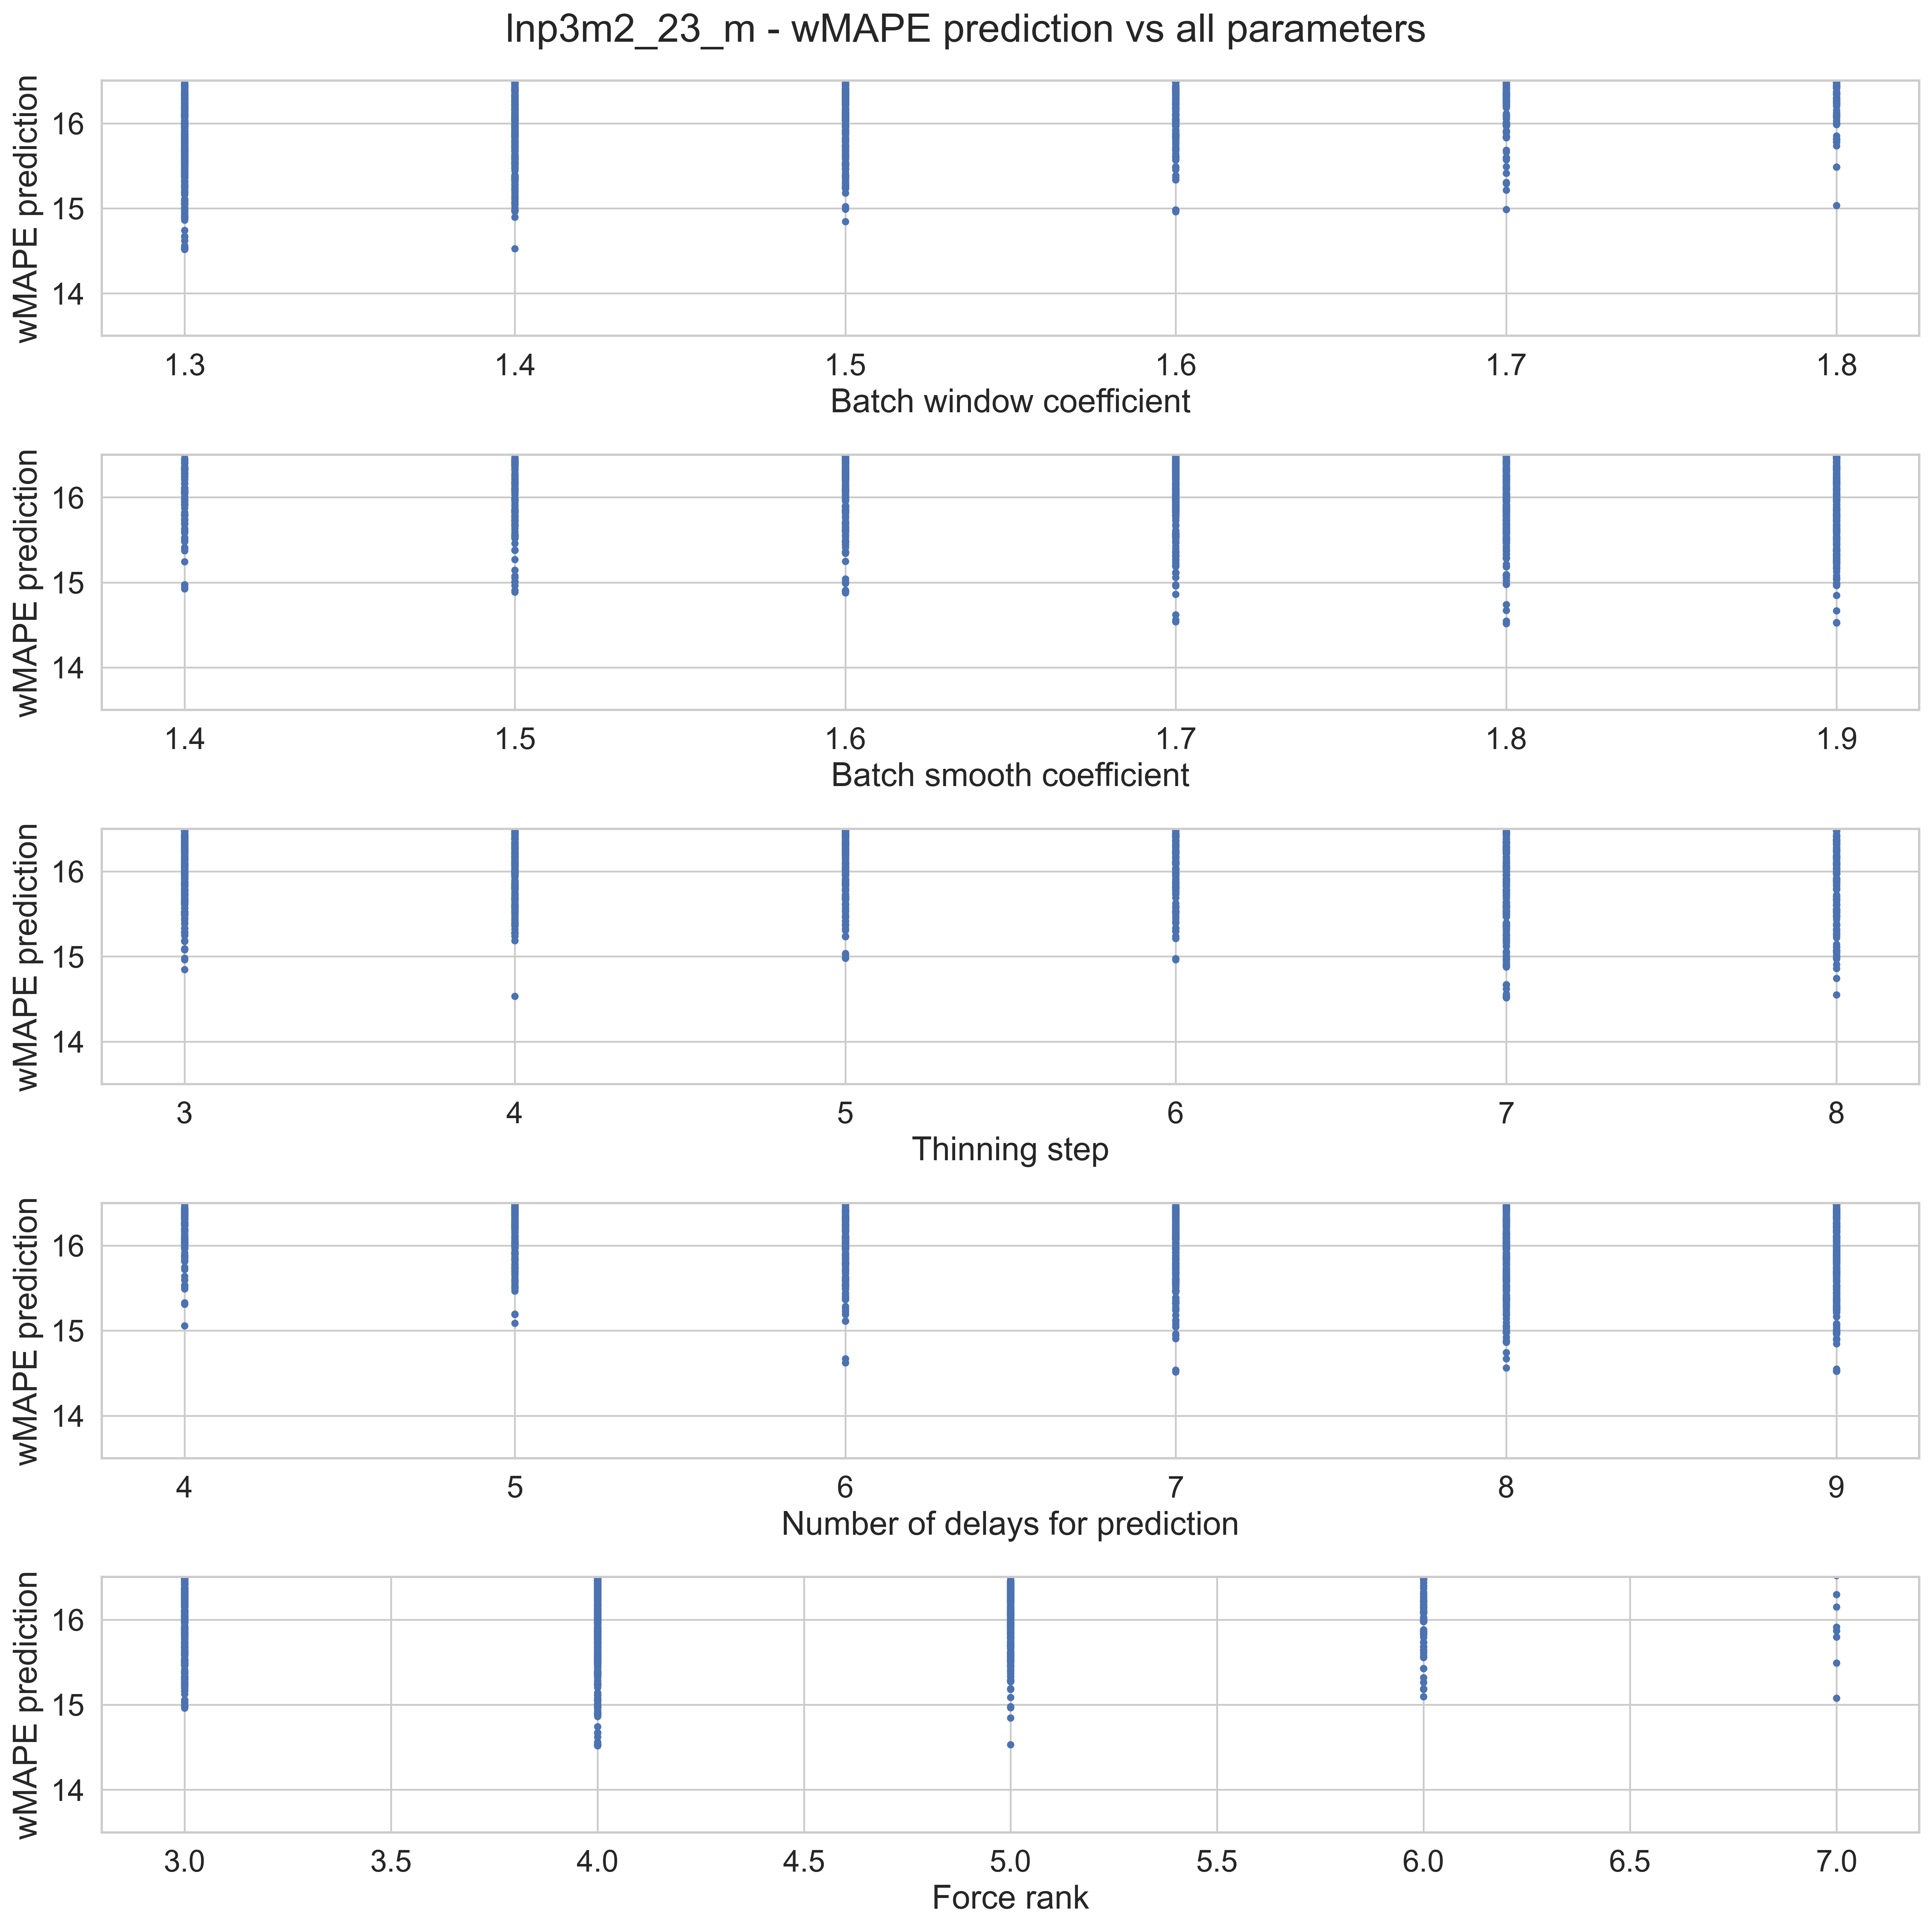 Inp3m2_23_m - wMAPE prediction vs all parameters
wMAPE prediction
16
15
14
1.3 1.4 1.5 1.6 1.7 1.8
Batch window coefficient
wMAPE prediction
16
15
14
1.4 1.5 1.6 1.7 1.8 1.9
Batch smooth coefficient
wMAPE prediction
16
15
14
3 4 5 6 7 8
Thinning step
wMAPE prediction
16
15
14
4 5 6 7 8 9
Number of delays for prediction
wMAPE prediction
16
15
14
3.0 3.5 4.0 4.5 5.0 5.5 6.0 6.5 7.0
Force rank